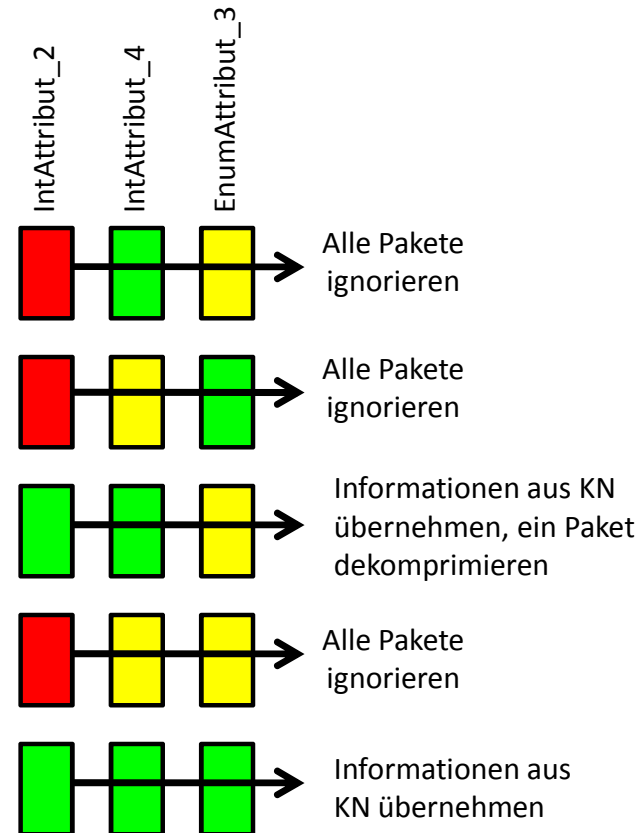 IntAttribut_2
IntAttribut_4
EnumAttribut_3
Alle Pakete
ignorieren
Alle Pakete
ignorieren
Informationen aus KN
übernehmen, ein Paket
dekomprimieren
Alle Pakete
ignorieren
Informationen aus
KN übernehmen